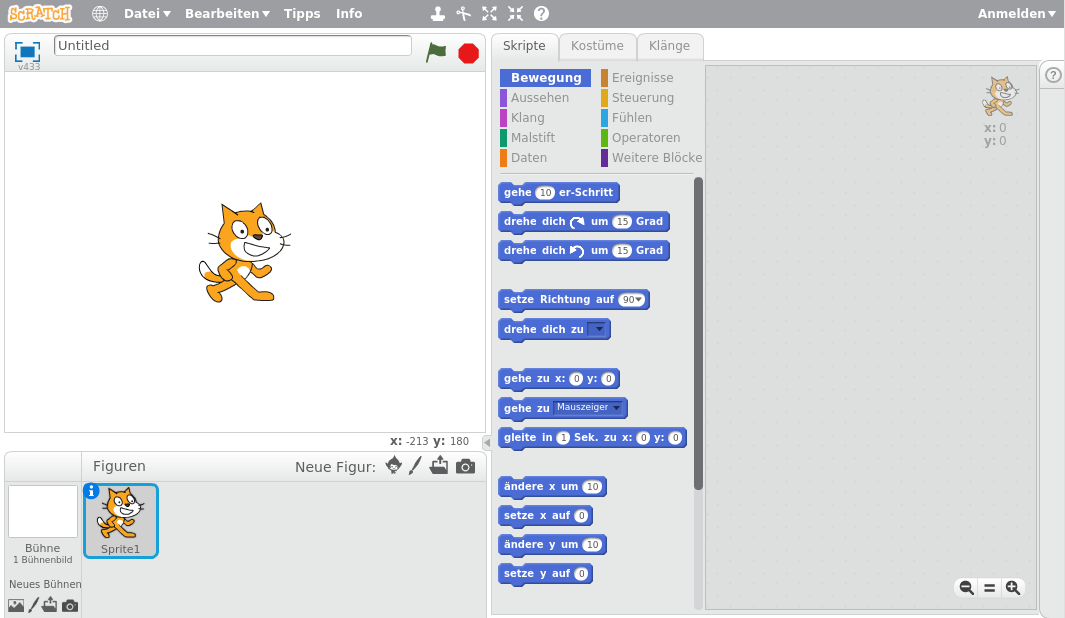 SCRATCH Datei Bearbeiten Tipps Info Anmelden
Untitled
v433
Skripte Kostüme Klänge
Bewegung Ereignisse
Aussehen Steuerung
Klang Fühlen
Malstift Operatoren
Daten Weitere Blöcke
gehe 10 er-Schritt
drehe dich um 15 Grad
drehe dich um 15 Grad
setze Richtung auf 90
drehe dich zu
gehe zu x: 0 y: 0
gehe zu Mauszeiger
gleite in 1 Sek. zu x: 0 y: 0
ändere x um 10
setze x auf 0
ändere y um 10
setze y auf 0
x: 0
y: 0
x: -213 y: 180
Figuren Neue Figur:
Bühne
1 Bühnenbild
Neues Bühnen
Sprite1